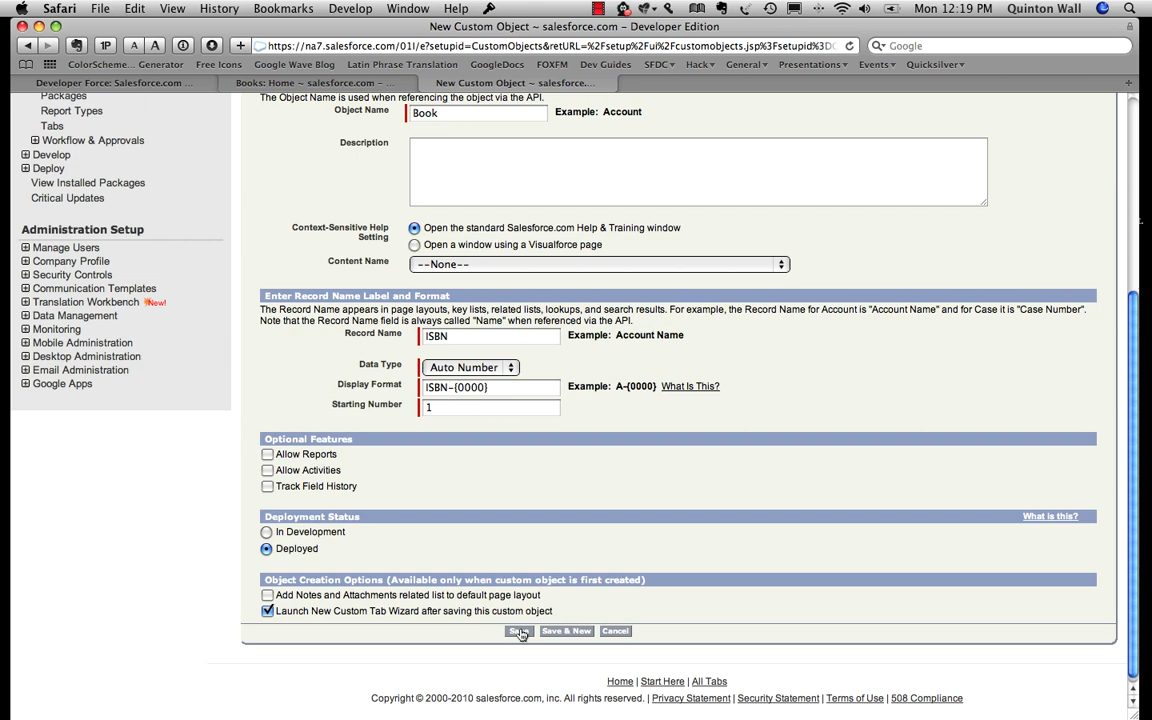 Safari File Edit View History Bookmarks Develop Window Help Mon 12:19 PM Quinton Wall
New Custom Object ~ salesforce.com - Developer Edition
1P A A + https://na7.salesforce.com/01I/e?setupid=CustomObjects&retURL=%2Fsetup%2Fui%2Fcustomobjects.jsp%3Fsetupid%3DC Google
ColorScheme... Generator Free Icons Google Wave Blog Latin Phrase Translation GoogleDocs FOXFM Dev Guides SFDC Hack General Presentations Events Quicksilver
Developer Force: Salesforce.com ... Books: Home ~ salesforce.com – ... New Custom Object ~ salesforce....
Packages
Report Types
Tabs
Workflow & Approvals
Develop
Deploy
View Installed Packages
Critical Updates
Administration Setup
Manage Users
Company Profile
Security Controls
Communication Templates
Translation Workbench New!
Data Management
Monitoring
Mobile Administration
Desktop Administration
Email Administration
Google Apps
The Object Name is used when referencing the object via the API.
Object Name Book Example: Account
Description
Context-Sensitive Help Setting Open the standard Salesforce.com Help & Training window
Open a window using a Visualforce page
Content Name --None--
Enter Record Name Label and Format
The Record Name appears in page layouts, key lists, related lists, lookups, and search results. For example, the Record Name for Account is "Account Name" and for Case it is "Case Number".
Note that the Record Name field is always called "Name" when referenced via the API.
Record Name ISBN Example: Account Name
Data Type Auto Number
Display Format ISBN-{0000} Example: A-{0000} What Is This?
Starting Number 1
Optional Features
Allow Reports
Allow Activities
Track Field History
Deployment Status What is this?
In Development
Deployed
Object Creation Options (Available only when custom object is first created)
Add Notes and Attachments related list to default page layout
Launch New Custom Tab Wizard after saving this custom object
Save Save & New Cancel
Home | Start Here | All Tabs
Copyright © 2000-2010 salesforce.com, inc. All rights reserved. | Privacy Statement | Security Statement | Terms of Use | 508 Compliance